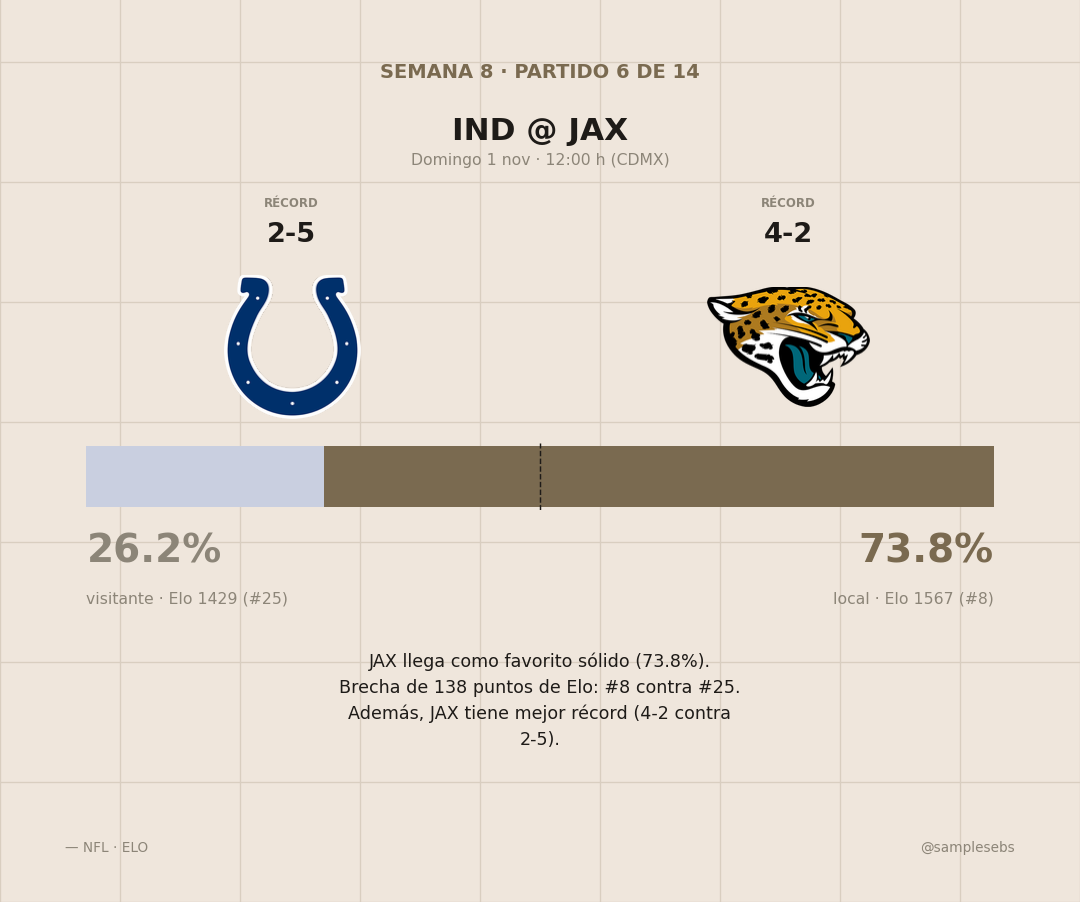 SEMANA 8 · PARTIDO 6 DE 14
IND @ JAX
Domingo 1 nov · 12:00 h (CDMX)
RÉCORD
2-5
RÉCORD
4-2
26.2%
73.8%
visitante · Elo 1429 (#25)
local · Elo 1567 (#8)
JAX llega como favorito sólido (73.8%).
Brecha de 138 puntos de Elo: #8 contra #25.
Además, JAX tiene mejor récord (4-2 contra
2-5).
— NFL · ELO
@samplesebs